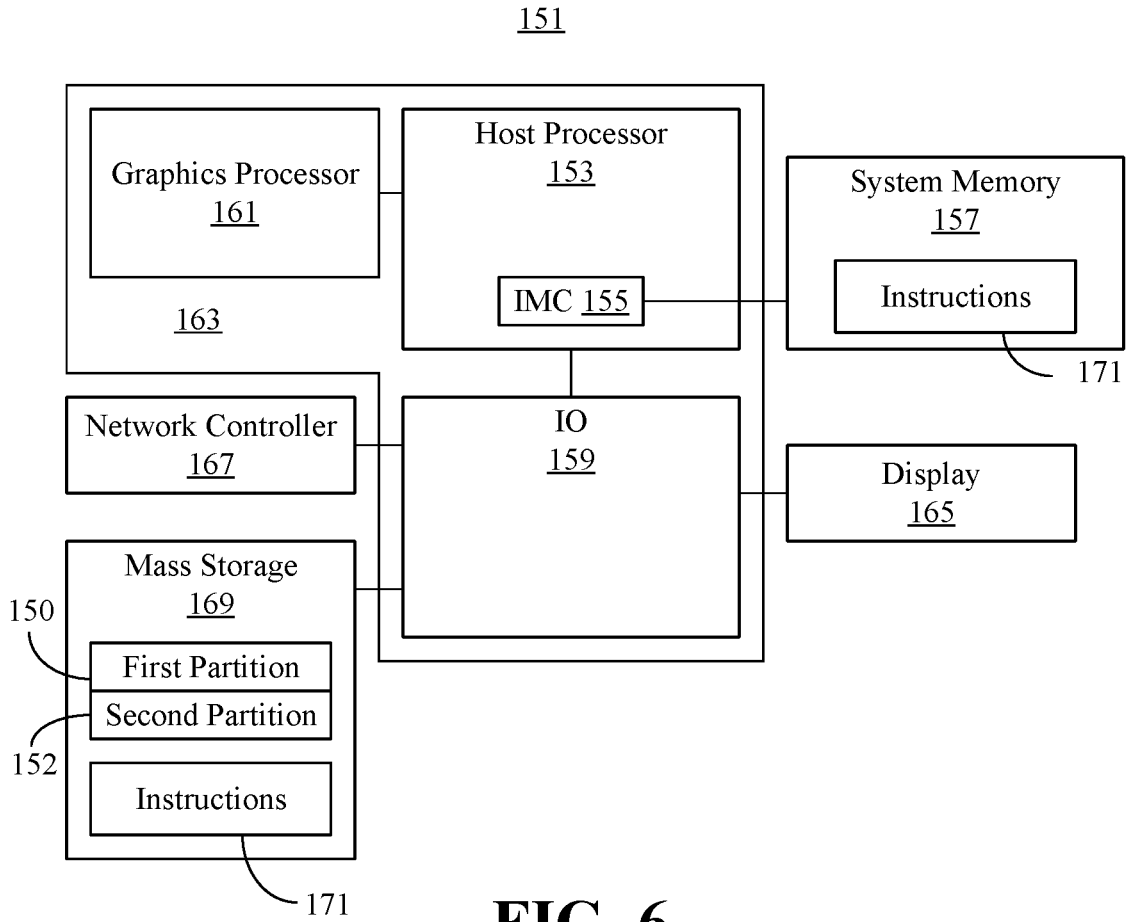 151
Graphics Processor
161
Host Processor
153
IMC 155
163
System Memory
157
Instructions
171
Network Controller
167
IO
159
Display
165
Mass Storage
169
150
First Partition
Second Partition
152
Instructions
171
FIG. 6